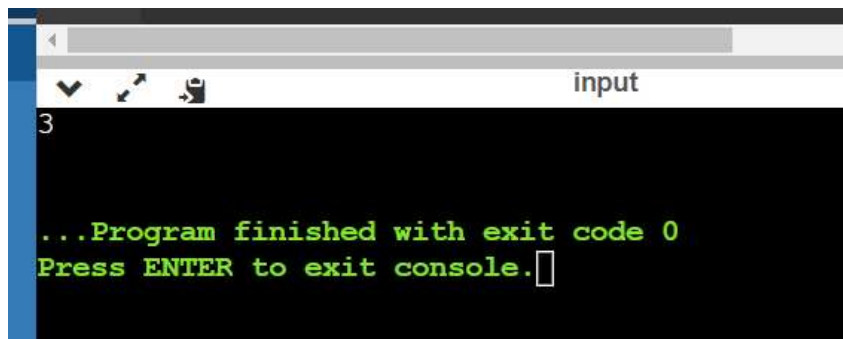 input
3
...Program finished with exit code 0
Press ENTER to exit console.